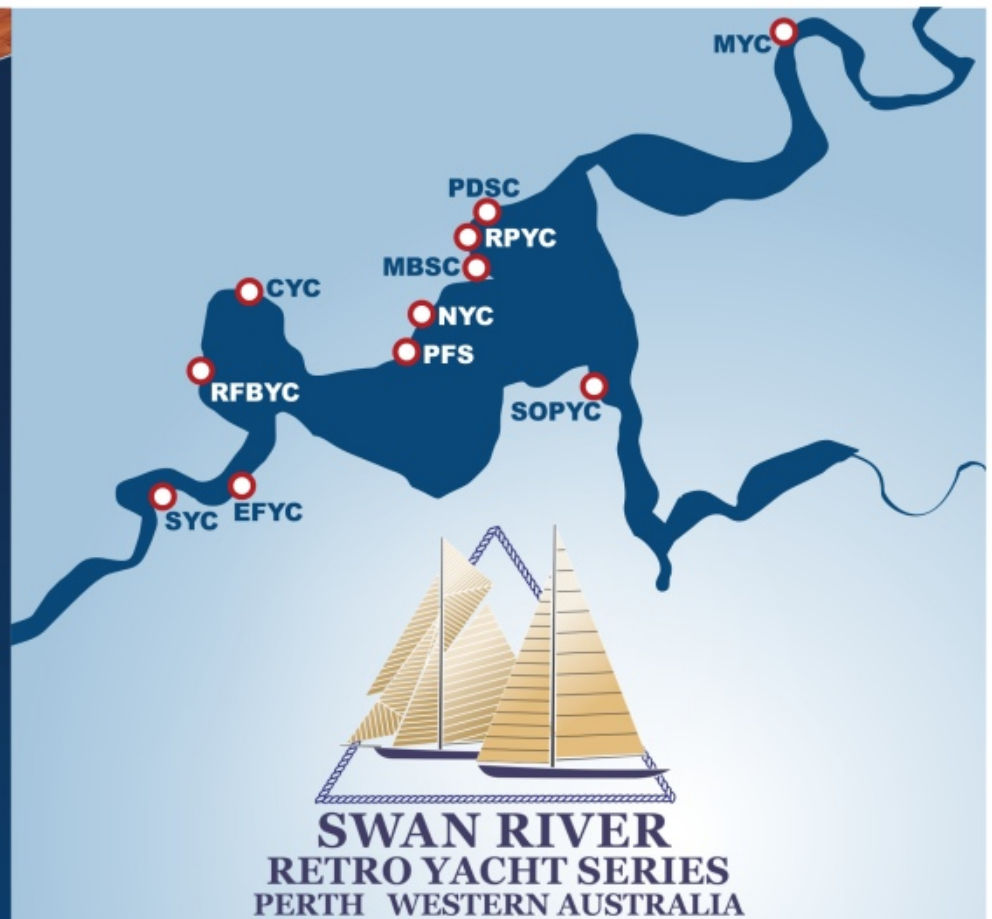 MYC
PDSC
RPYC
MBSC
CYC
NYC
PFS
RFBYC
SOPYC
SYC
EFYC
SWAN RIVER
RETRO YACHT SERIES
PERTH WESTERN AUSTRALIA